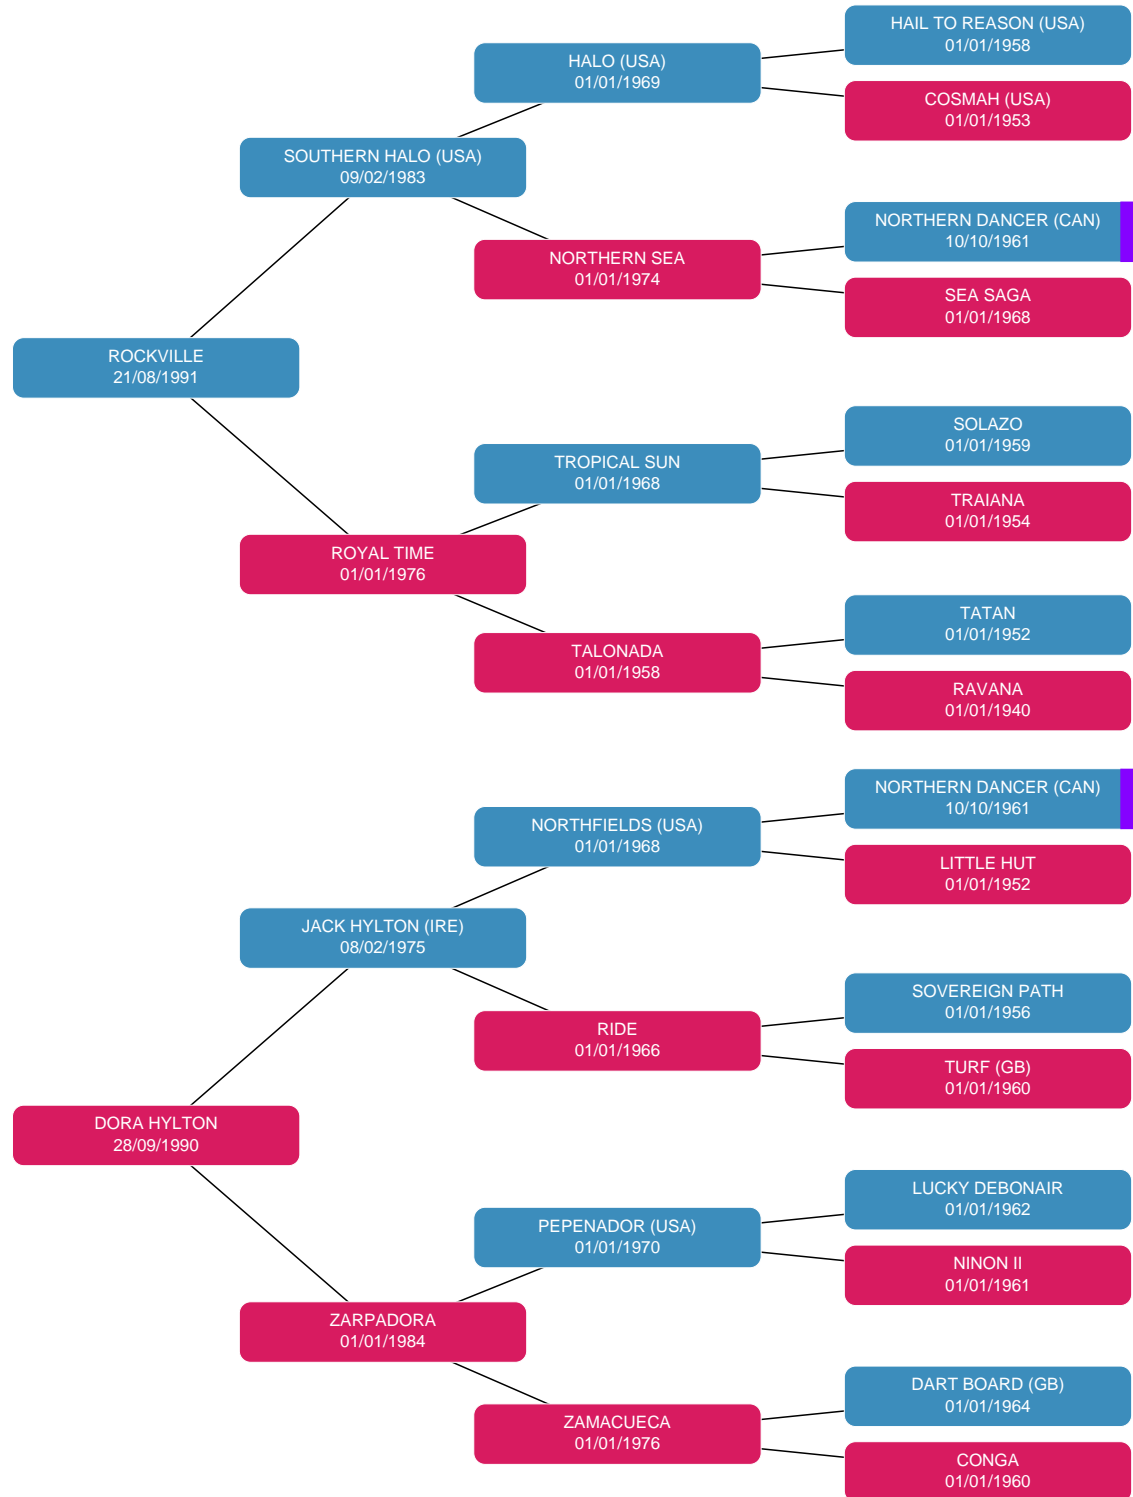 HAIL TO REASON (USA)
01/01/1958
HALO (USA)
01/01/1969
COSMAH (USA)
01/01/1953
SOUTHERN HALO (USA)
09/02/1983
NORTHERN DANCER (CAN)
10/10/1961
NORTHERN SEA
01/01/1974
SEA SAGA
01/01/1968
ROCKVILLE
21/08/1991
SOLAZO
01/01/1959
TROPICAL SUN
01/01/1968
TRAIANA
01/01/1954
ROYAL TIME
01/01/1976
TATAN
01/01/1952
TALONADA
01/01/1958
RAVANA
01/01/1940
NORTHERN DANCER (CAN)
10/10/1961
NORTHFIELDS (USA)
01/01/1968
LITTLE HUT
01/01/1952
JACK HYLTON (IRE)
08/02/1975
SOVEREIGN PATH
01/01/1956
RIDE
01/01/1966
TURF (GB)
01/01/1960
DORA HYLTON
28/09/1990
LUCKY DEBONAIR
01/01/1962
PEPENADOR (USA)
01/01/1970
NINON II
01/01/1961
ZARPADORA
01/01/1984
DART BOARD (GB)
01/01/1964
ZAMACUECA
01/01/1976
CONGA
01/01/1960